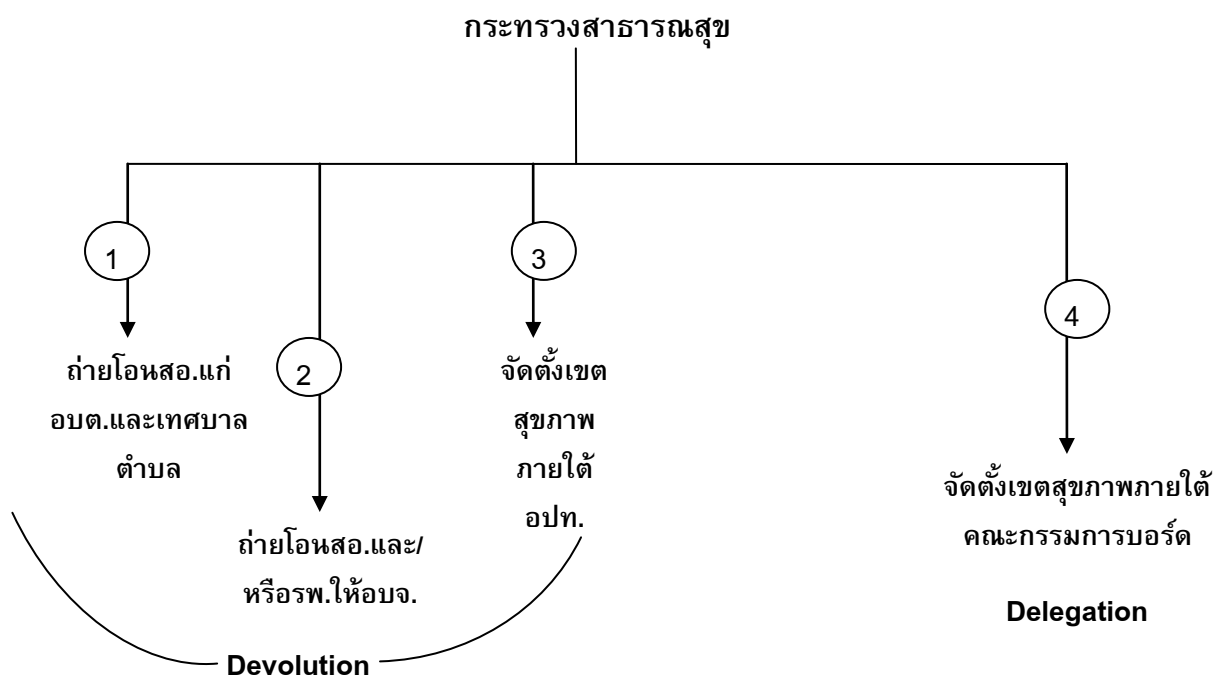 กระทรวงสาธารณสุข
1
ถ่ายโอนสอ.แก่
อบต.และเทศบาล
ตำบล
2
ถ่ายโอนสอ.และ/
หรือรพ.ให้อบจ.
3
จัดตั้งเขต
สุขภาพ
ภายใต้
อปท.
4
จัดตั้งเขตสุขภาพภายใต้
คณะกรรมการบอร์ด
Delegation
Devolution